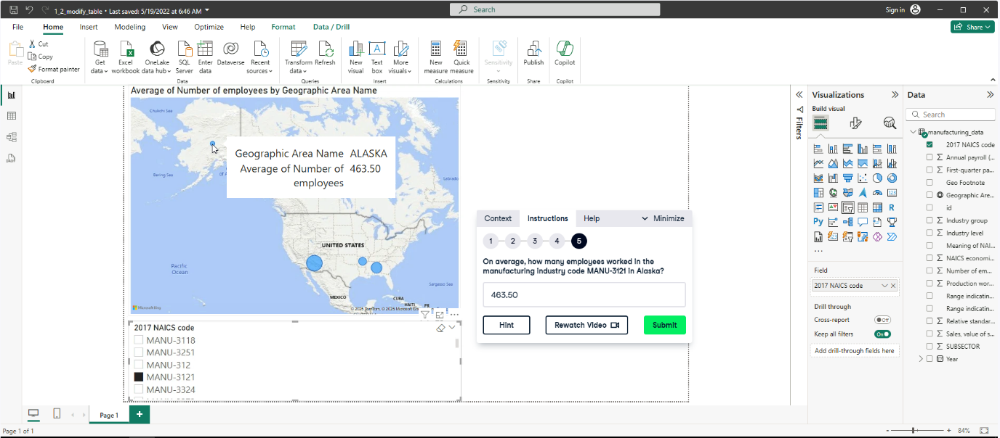 1_2_modify_table • Last saved: 5/19/2022 at 6:46 AM
Search
Sign in
File Home Insert Modeling View Optimize Help Format Data / Drill
Share
Paste
Cut
Copy
Format painter
Clipboard
Get data
Excel workbook
OneLake data hub
SQL Server
Enter data
Dataverse
Recent sources
Data
Transform data
Refresh
Queries
New visual
Text box
More visuals
Insert
New measure
Quick measure
Calculations
Sensitivity
Sensitivity
Publish
Share
Copilot
Copilot
Average of Number of employees by Geographic Area Name
Chukchi Sea
Bering Sea
Geographic Area Name ALASKA
Average of Number of 463.50
employees
UNITED STATES
Pacific
Ocean
Sargasso Sea
MEXICO
CUBA
HAITI
PR
Microsoft Bing
2017 NAICS code
MANU-3118
MANU-3251
MANU-312
MANU-3121
MANU-3324
Context Instructions Help Minimize
1 2 3 4 5
On average, how many employees worked in the
manufacturing industry code MANU-3121 in Alaska?
463.50
Hint
Rewatch Video
Submit
Filters
Visualizations
Build visual
123
R
Py
...
Field
2017 NAICS code
Drill through
Cross-report
Off
Keep all filters
On
Add drill-through fields here
Data
Search
manufacturing_data
2017 NAICS code
Annual payroll (...
First-quarter pa...
Geo Footnote
Geographic Are...
id
Industry group
Industry level
Meaning of NAI...
NAICS economi...
Number of em...
Production wor...
Range indicatin...
Range indicatin...
Relative standar...
Sales, value of s...
SUBSECTOR
Year
Page 1
Page 1 of 1
84%